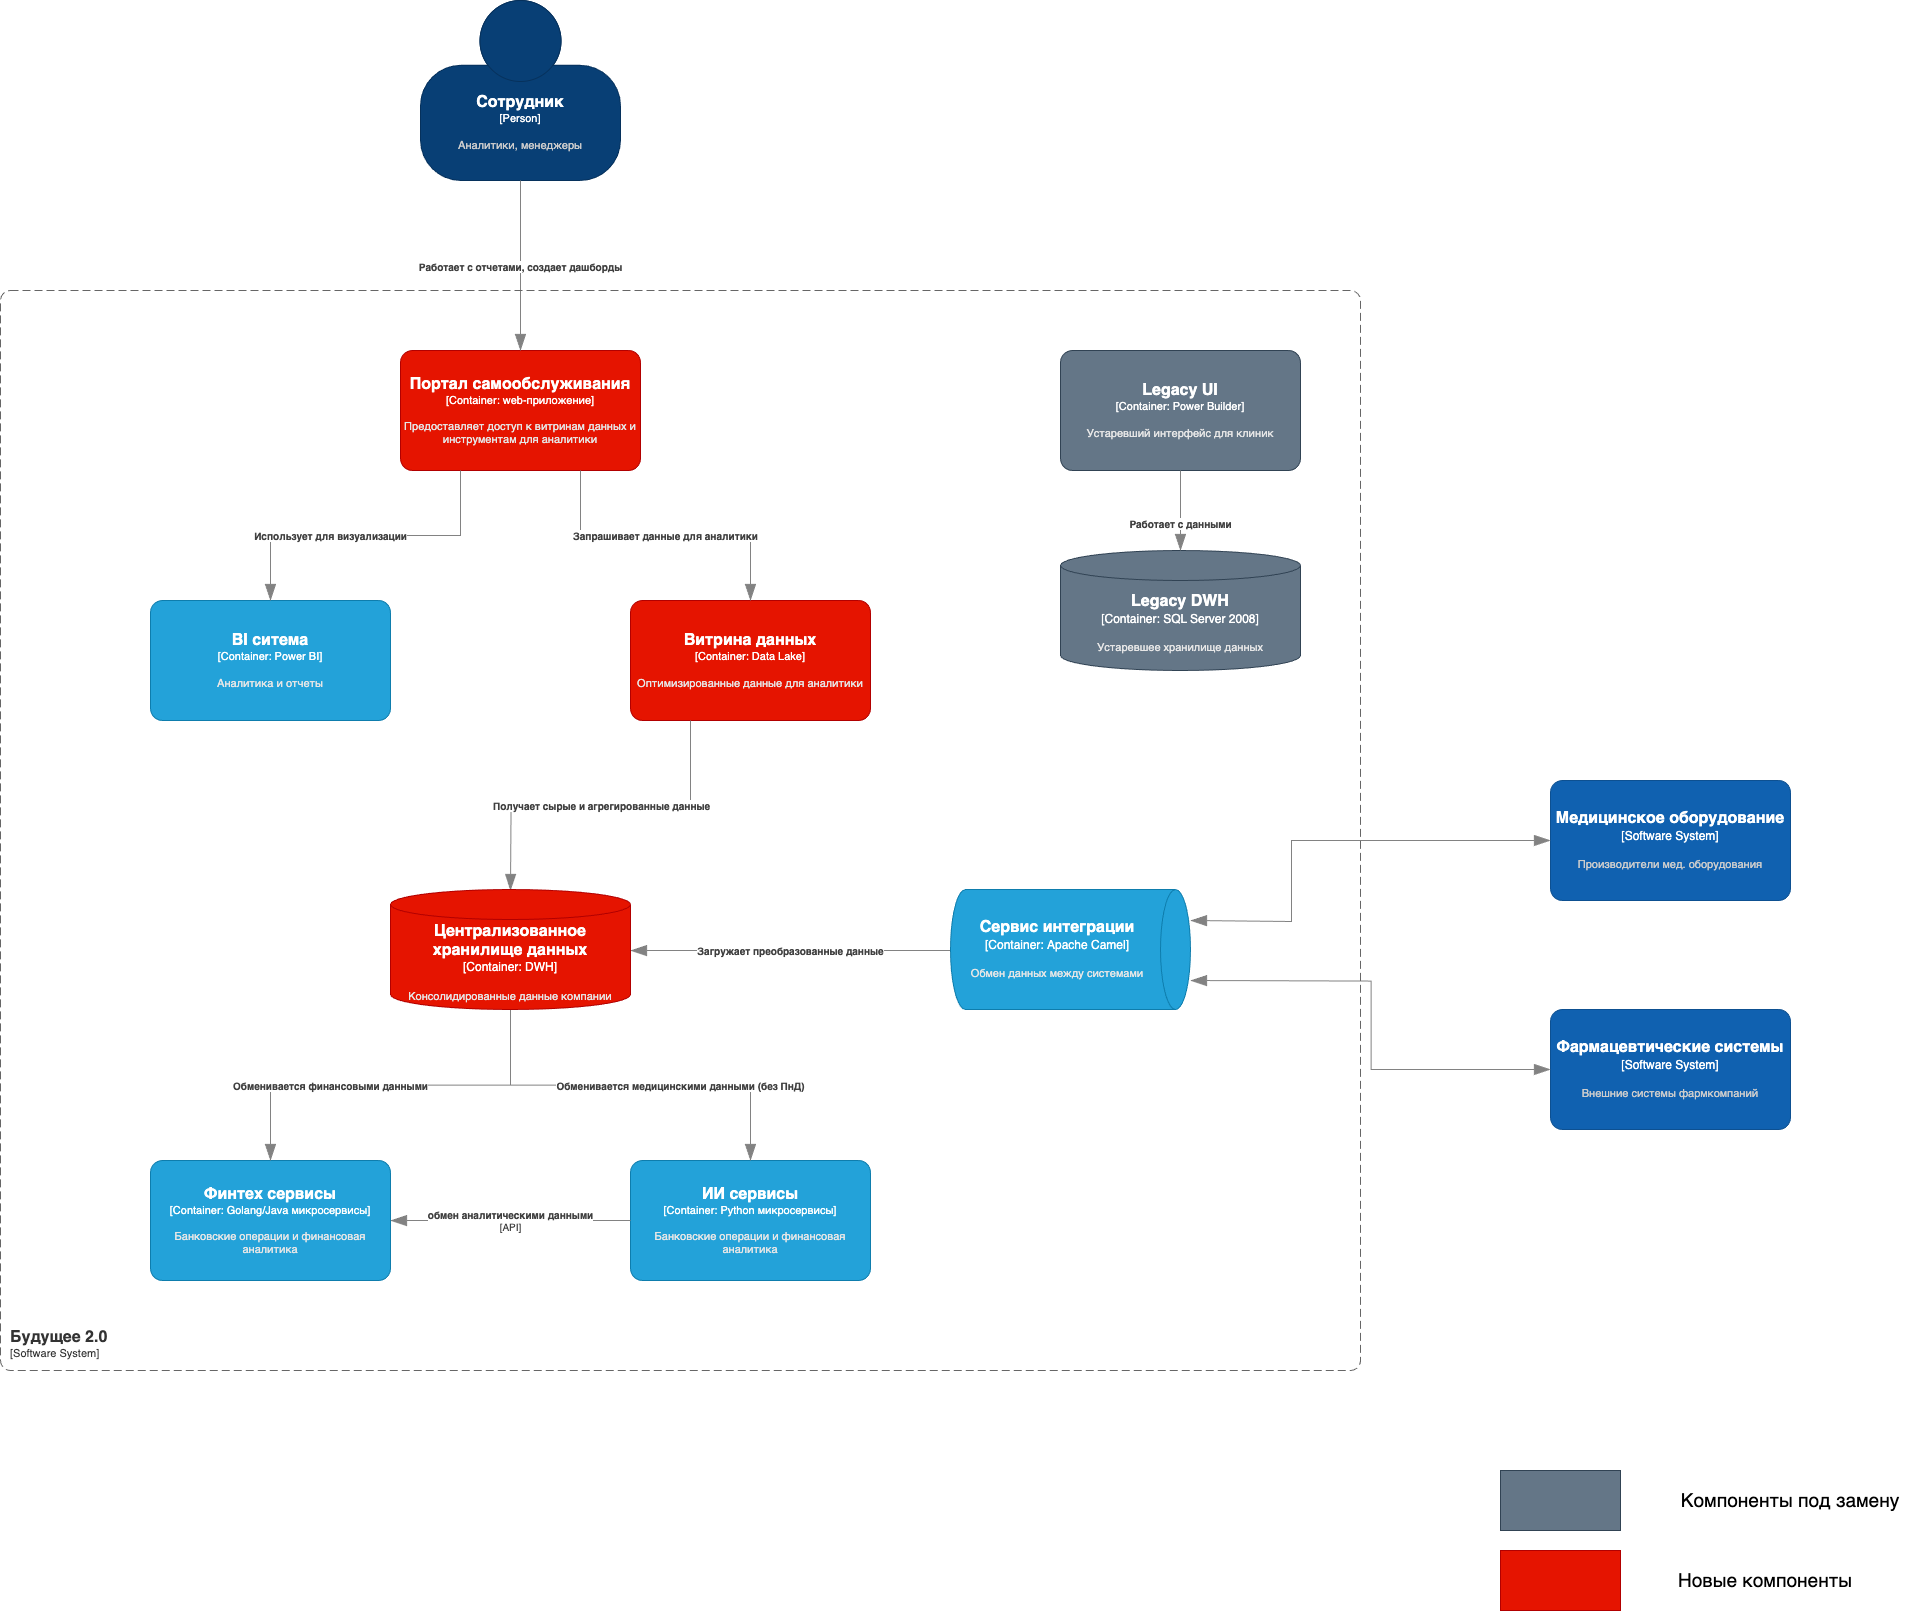 Сотрудник
[Person]
Аналитики, менеджеры
Работает с отчетами, создает дашборды
Портал самообслуживания
[Container: web-приложение]
Предоставляет доступ к витринам данных и
инструментам для аналитики
Legacy UI
[Container: Power Builder]
Устаревший интерфейс для клиник
Использует для визуализации
Запрашивает данные для аналитики
Работает с данными
BI ситема
[Container: Power BI]
Аналитика и отчеты
Витрина данных
[Container: Data Lake]
Оптимизированные данные для аналитики
Legacy DWH
[Container: SQL Server 2008]
Устаревшее хранилище данных
Получает сырые и агрегированные данные
Медицинское оборудование
[Software System]
Производители мед. оборудования
Централизованное
хранилище данных
[Container: DWH]
Консолидированные данные компании
Загружает преобразованные данные
Сервис интеграции
[Container: Apache Camel]
Обмен данных между системами
Фармацевтические системы
[Software System]
Внешние системы фармкомпаний
Обменивается финансовыми данными
Обменивается медицинскими данными (без ПнД)
Финтех сервисы
[Container: Golang/Java микросервисы]
Банковские операции и финансовая
аналитика
обмен аналитическими данными
[API]
ИИ сервисы
[Container: Python микросервисы]
Банковские операции и финансовая
аналитика
Будущее 2.0
[Software System]
Компоненты под замену
Новые компоненты